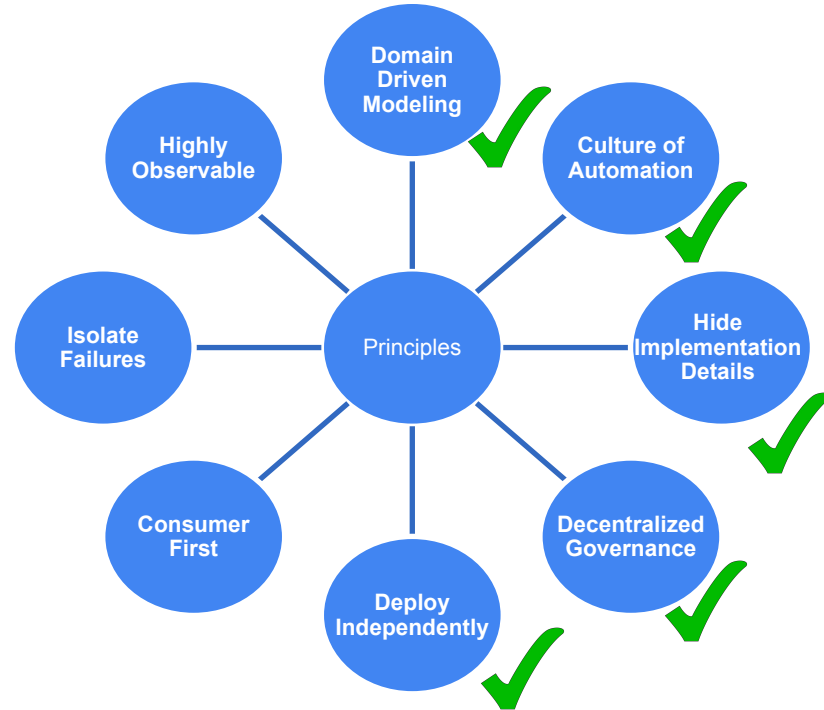 Domain
Driven
Modeling
Culture of
Automation
Hide
Implementation
Details
Decentralized
Governance
Deploy
Independently
Consumer
First
Isolate
Failures
Highly
Observable
Principles